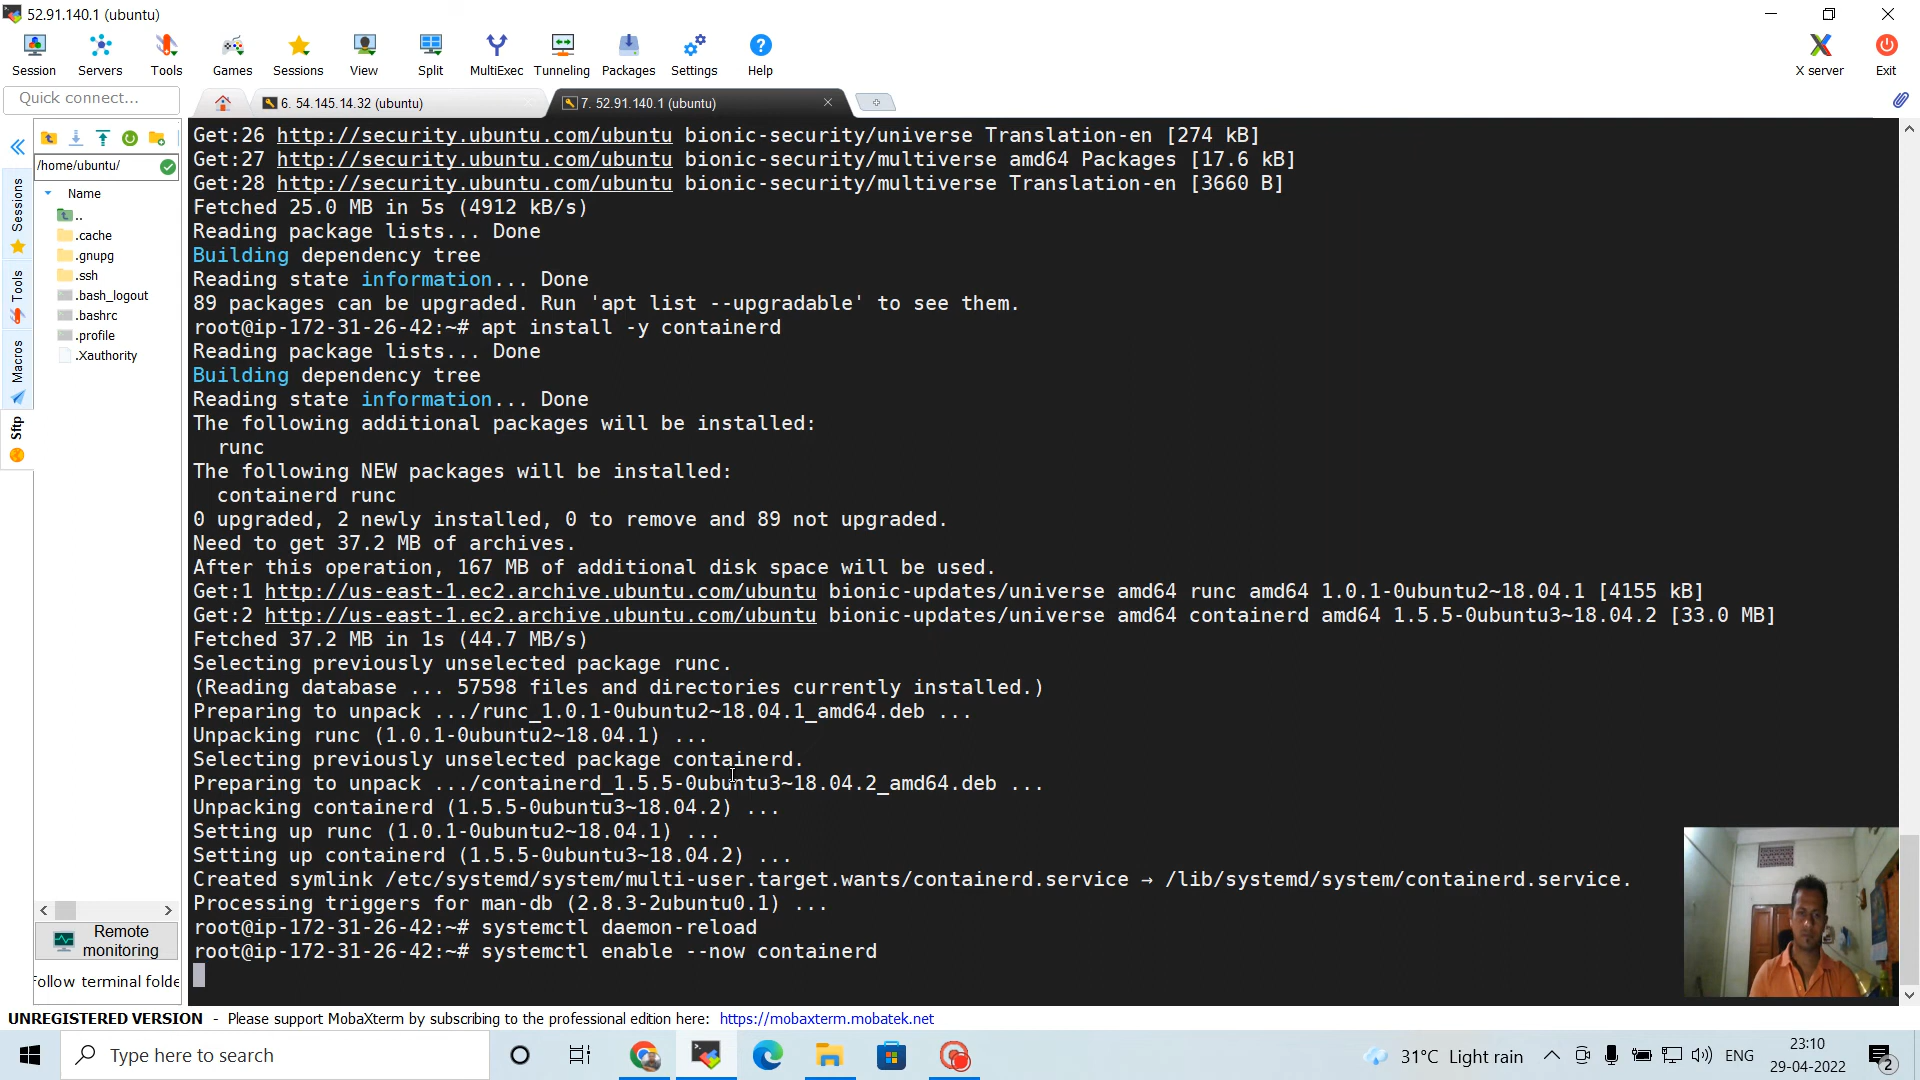 52.91.140.1 (ubuntu)
Session
Servers
Tools
Games
Sessions
View
Split
MultiExec
Tunneling
Packages
Settings
Help
X server
Exit
Quick connect...
6. 54.145.14.32 (ubuntu)
7. 52.91.140.1 (ubuntu)
/home/ubuntu/
Name
..
.cache
.gnupg
.ssh
.bash_logout
.bashrc
.profile
.Xauthority
Sessions
Tools
Macros
Sftp
Remote
monitoring
Follow terminal folde
Get:26 http://security.ubuntu.com/ubuntu bionic-security/universe Translation-en [274 kB]
Get:27 http://security.ubuntu.com/ubuntu bionic-security/multiverse amd64 Packages [17.6 kB]
Get:28 http://security.ubuntu.com/ubuntu bionic-security/multiverse Translation-en [3660 B]
Fetched 25.0 MB in 5s (4912 kB/s)
Reading package lists... Done
Building dependency tree
Reading state information... Done
89 packages can be upgraded. Run 'apt list --upgradable' to see them.
root@ip-172-31-26-42:~# apt install -y containerd
Reading package lists... Done
Building dependency tree
Reading state information... Done
The following additional packages will be installed:
runc
The following NEW packages will be installed:
containerd runc
0 upgraded, 2 newly installed, 0 to remove and 89 not upgraded.
Need to get 37.2 MB of archives.
After this operation, 167 MB of additional disk space will be used.
Get:1 http://us-east-1.ec2.archive.ubuntu.com/ubuntu bionic-updates/universe amd64 runc amd64 1.0.1-0ubuntu2~18.04.1 [4155 kB]
Get:2 http://us-east-1.ec2.archive.ubuntu.com/ubuntu bionic-updates/universe amd64 containerd amd64 1.5.5-0ubuntu3~18.04.2 [33.0 MB]
Fetched 37.2 MB in 1s (44.7 MB/s)
Selecting previously unselected package runc.
(Reading database ... 57598 files and directories currently installed.)
Preparing to unpack .../runc_1.0.1-0ubuntu2~18.04.1_amd64.deb ...
Unpacking runc (1.0.1-0ubuntu2~18.04.1) ...
Selecting previously unselected package containerd.
Preparing to unpack .../containerd_1.5.5-0ubuntu3~18.04.2_amd64.deb ...
Unpacking containerd (1.5.5-0ubuntu3~18.04.2) ...
Setting up runc (1.0.1-0ubuntu2~18.04.1) ...
Setting up containerd (1.5.5-0ubuntu3~18.04.2) ...
Created symlink /etc/systemd/system/multi-user.target.wants/containerd.service → /lib/systemd/system/containerd.service.
Processing triggers for man-db (2.8.3-2ubuntu0.1) ...
root@ip-172-31-26-42:~# systemctl daemon-reload
root@ip-172-31-26-42:~# systemctl enable --now containerd
UNREGISTERED VERSION - Please support MobaXterm by subscribing to the professional edition here: https://mobaxterm.mobatek.net
Type here to search
31°C Light rain
ENG
23:10
29-04-2022
2